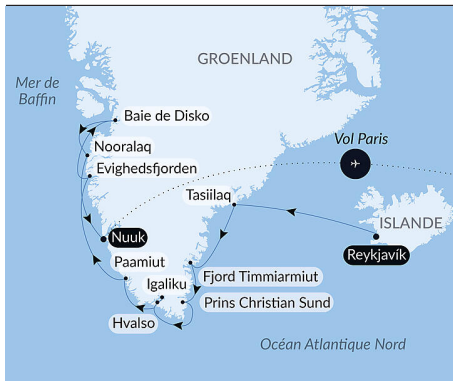 GROENLAND
Mer de
Baffin
Baie de Disko
Vol Paris
Nooralaq
Evighedsfjorden
Tasiilaq
ISLANDE
Nuuk
Reykjavík
Paamiut
Fjord Timmiarmiut
Igaliku
Prins Christian Sund
Hvalso
Océan Atlantique Nord